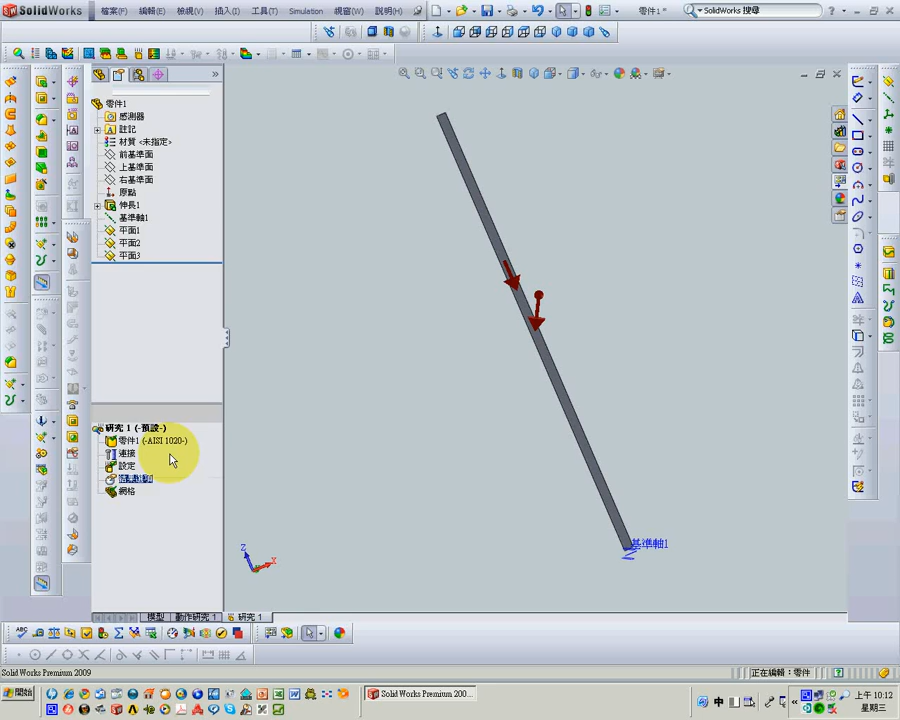 SolidWorks 檔案(F) 編輯(E) 檢視(V) 插入(I) 工具(T) Simulation 視窗(W) 說明(H) 零件1 * SolidWorks 搜尋
零件1
感測器
註記
材質 <未指定>
前基準面
上基準面
右基準面
原點
伸長1
基準軸1
平面1
平面2
平面3
研究 1 (-預設-)
零件1 (-AISI 1020-)
連接
設定
結果選項
網格
基準軸1
Z
X
模型 動作研究 1 研究 1
SolidWorks Premium 2009 正在編輯: 零件
開始 SolidWorks Premium 200... 中 上午 10:12
星期三